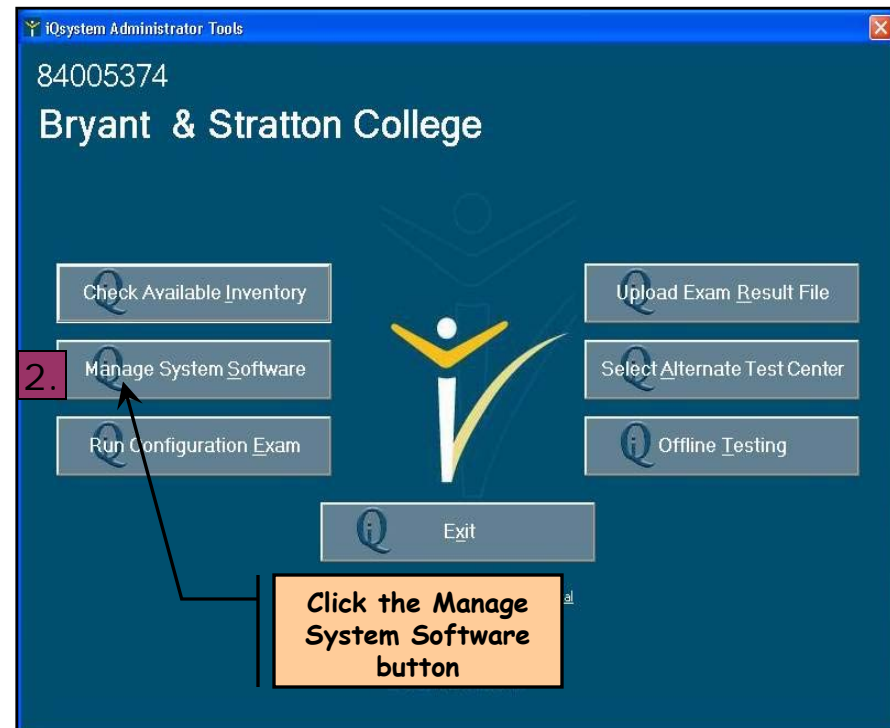 iQsystem Administrator Tools
84005374
Bryant & Stratton College
Check Available Inventory
Upload Exam Result File
2.
Manage System Software
Select Alternate Test Center
Run Configuration Exam
Offline Testing
Exit
Click the Manage
System Software
button